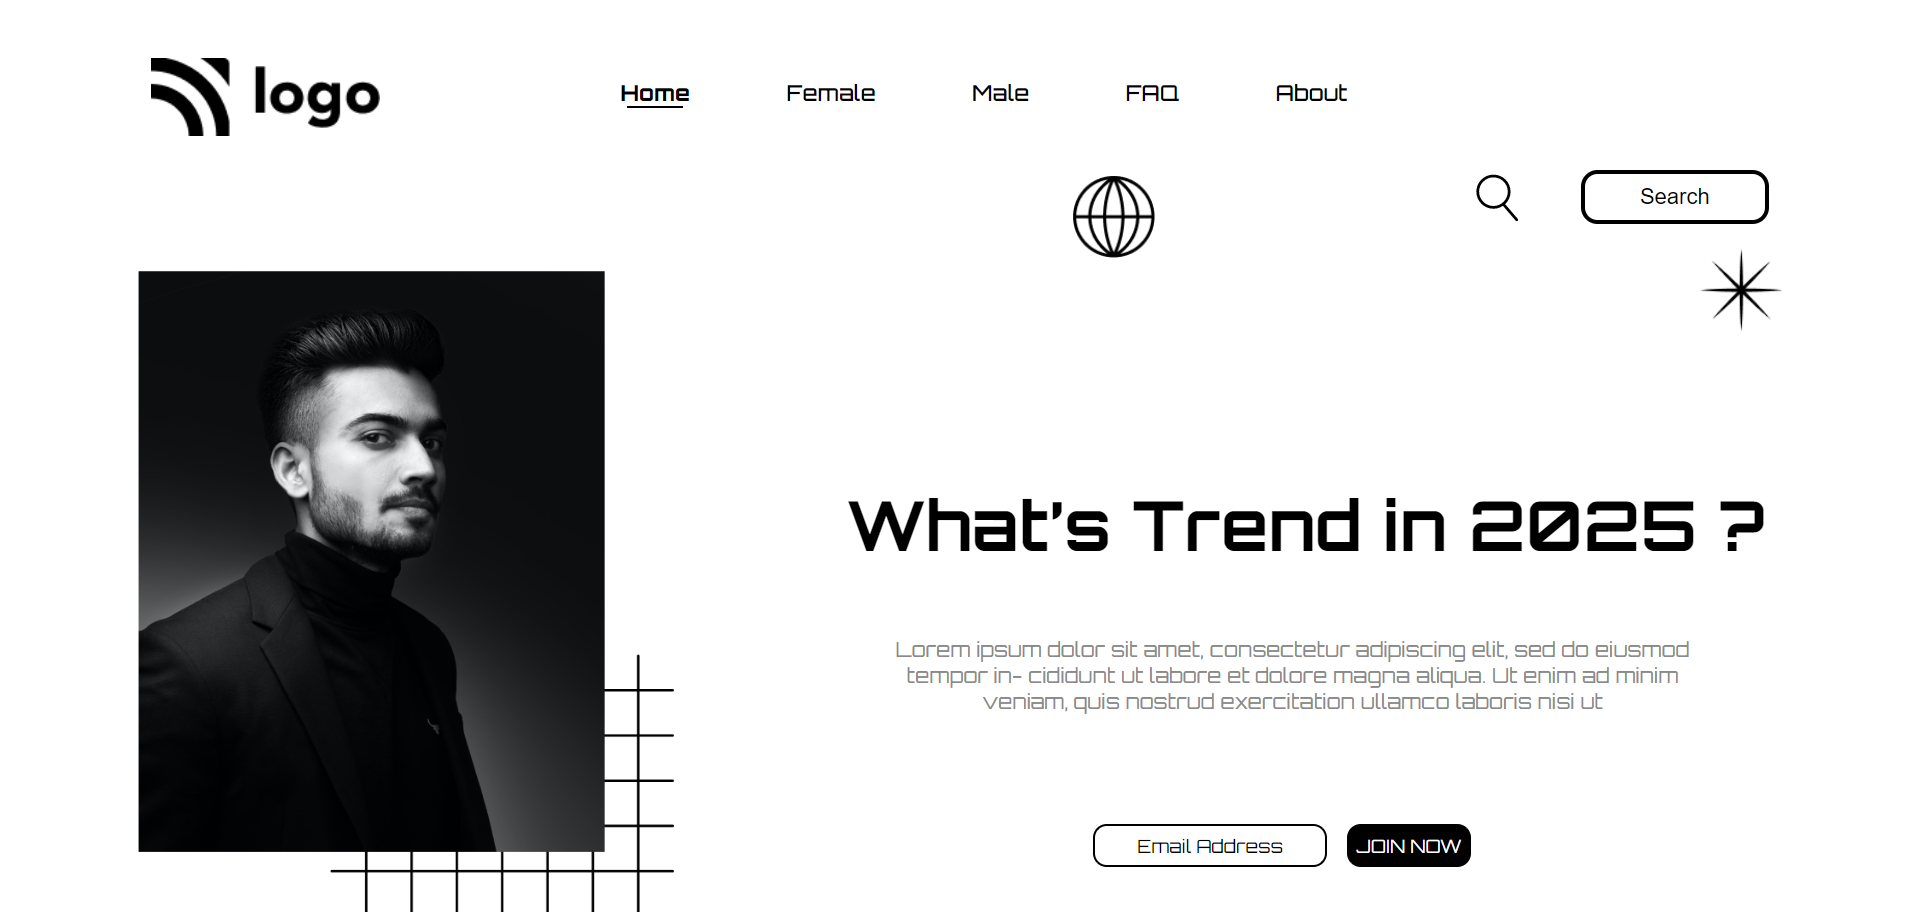 logo
Home Female Male FAQ About
Search
What's Trend in 2025 ?
Lorem ipsum dolor sit amet, consectetur adipiscing elit, sed do eiusmod
tempor in- cididunt ut labore et dolore magna aliqua. Ut enim ad minim
veniam, quis nostrud exercitation ullamco laboris nisi ut
Email Address JOIN NOW